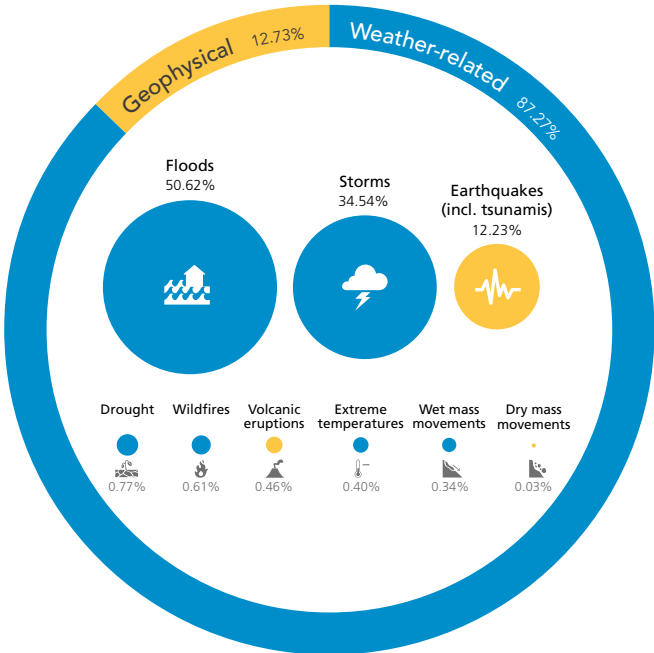 Geophysical 12.73%
Weather-related 87.27%
Floods
50.62%
Storms
34.54%
Earthquakes
(incl. tsunamis)
12.23%
Drought
0.77%
Wildfires
0.61%
Volcanic
eruptions
0.46%
Extreme
temperatures
0.40%
Wet mass
movements
0.34%
Dry mass
movements
0.03%